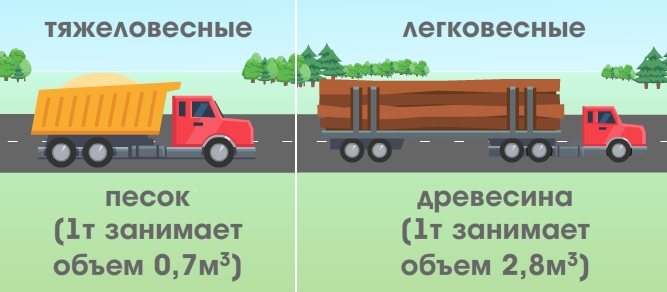 тяжеловесные
песок
(1т занимает
объем 0,7м³)
легковесные
древесина
(1т занимает
объем 2,8м³)